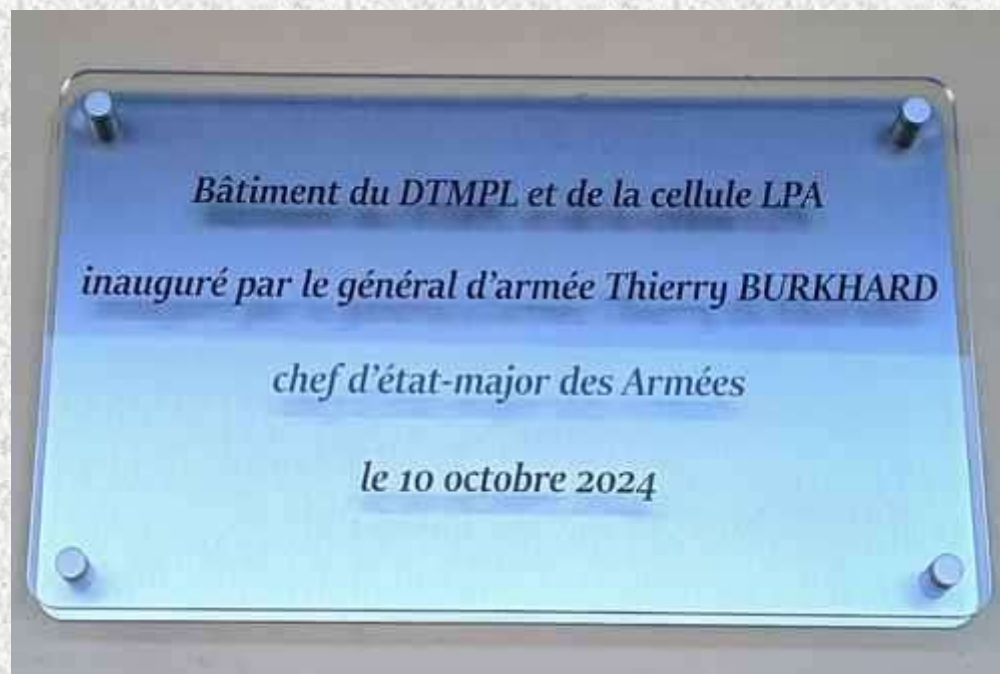 Bâtiment du DTMPL et de la cellule LPA
inauguré par le général d'armée Thierry BURKHARD
chef d'état-major des Armées
le 10 octobre 2024